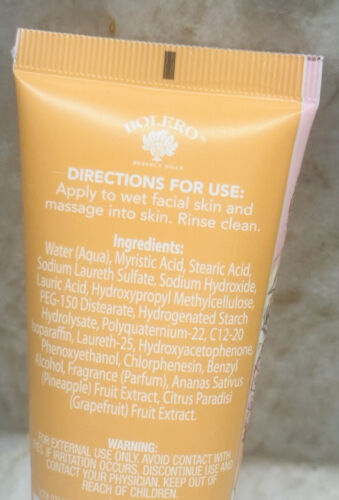 BOLERO™
BEVERLY HILLS
DIRECTIONS FOR USE:
Apply to wet facial skin and
massage into skin. Rinse clean.
Ingredients:
Water (Aqua), Myristic Acid, Stearic Acid,
Sodium Laureth Sulfate, Sodium Hydroxide,
Lauric Acid, Hydroxypropyl Methylcellulose,
PEG-150 Distearate, Hydrogenated Starch
Hydrolysate, Polyquaternium-22, C12-20
Isoparaffin, Laureth-25, Hydroxyacetophenone,
Phenoxyethanol, Chlorphenesin, Benzyl
Alcohol, Fragrance (Parfum), Ananas Sativus
(Pineapple) Fruit Extract, Citrus Paradisi
(Grapefruit) Fruit Extract.
WARNING:
FOR EXTERNAL USE ONLY. AVOID CONTACT WITH
EYES. IF IRRITATION OCCURS, DISCONTINUE USE AND
CONTACT YOUR PHYSICIAN. KEEP OUT OF
REACH OF CHILDREN.